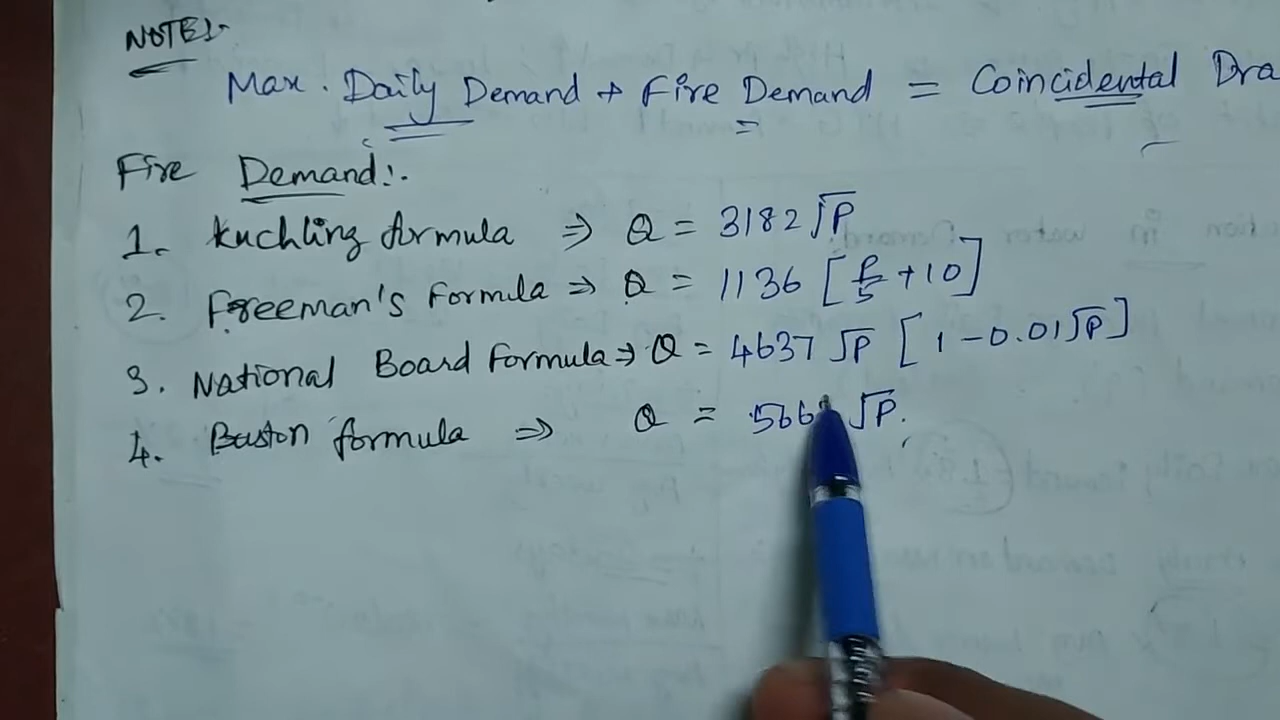 NOTE:-
Max. Daily Demand + Fire Demand = Coincidental Dra
Fire Demand:-
1. Kuchling formula ⇒ Q = 3182√P
2. Freeman's Formula ⇒ Q = 1136 [P/5 + 10]
3. National Board Formula ⇒ Q = 4637 √P [1 - 0.01√P]
4. Buston formula ⇒ Q = √P.